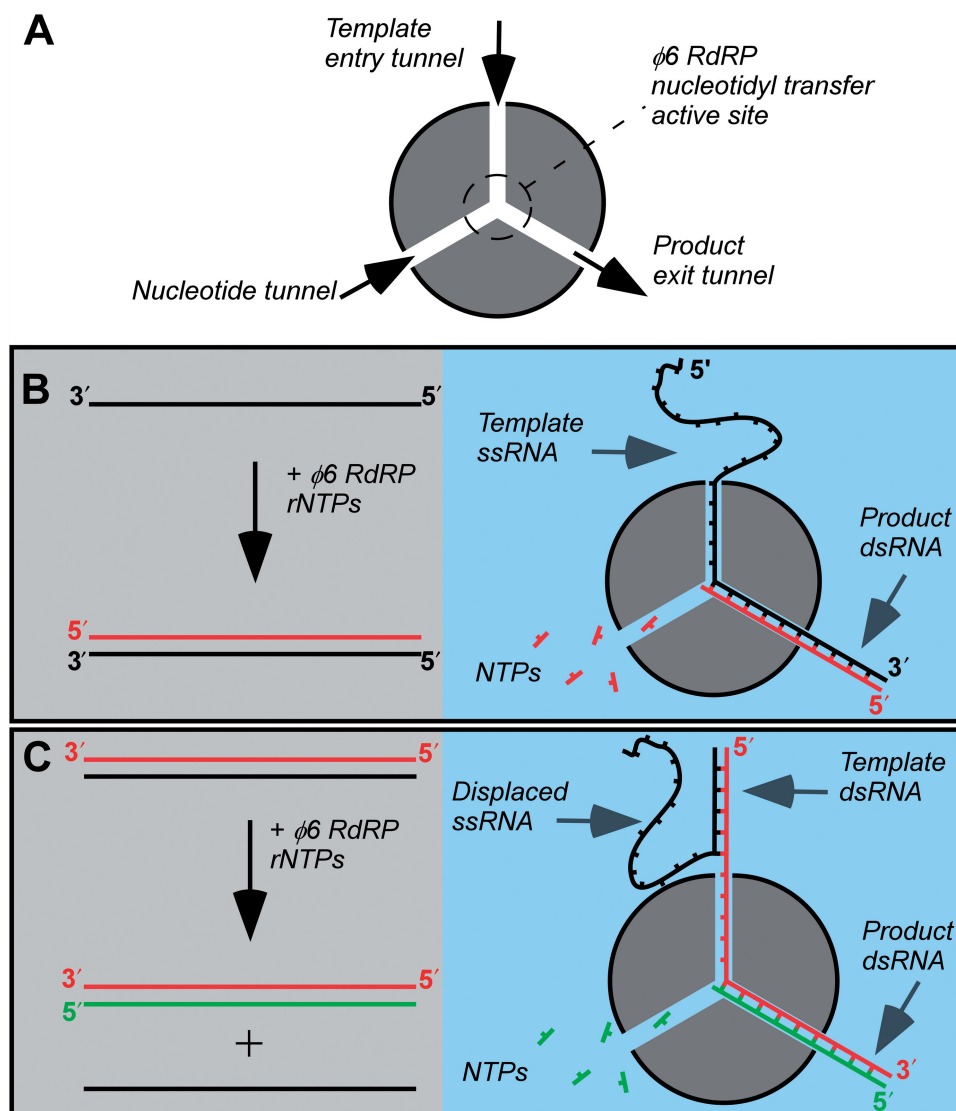 A
Template
entry tunnel
ϕ6 RdRP
nucleotidyl transfer
active site
Nucleotide tunnel
Product
exit tunnel
B
3′
5′
+ ϕ6 RdRP
rNTPs
5′
3′
5′
5'
Template
ssRNA
Product
dsRNA
NTPs
3′
5′
C
3′
5′
+ ϕ6 RdRP
rNTPs
3′
5′
5′
+
5′
Displaced
ssRNA
Template
dsRNA
Product
dsRNA
NTPs
3′
5′